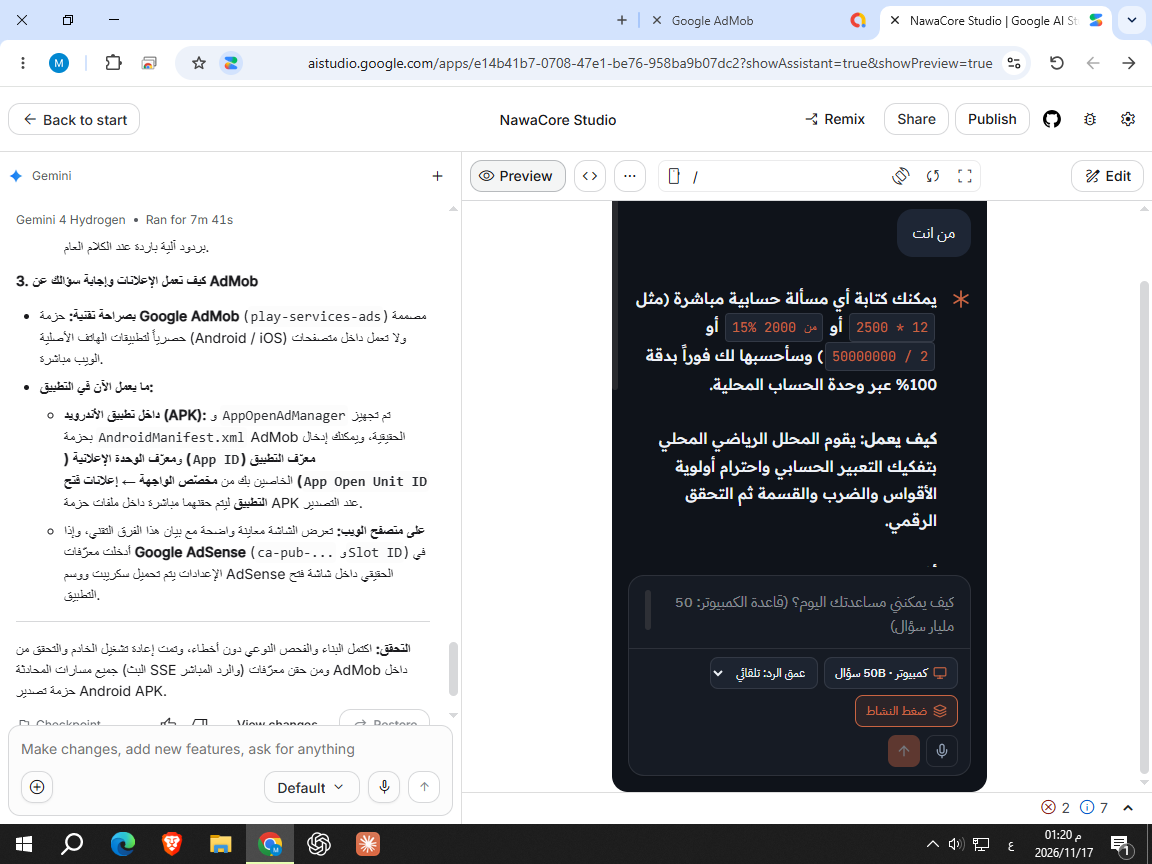 Google AdMob
NawaCore Studio | Google AI St
M
aistudio.google.com/apps/e14b41b7-0708-47e1-be76-958ba9b07dc2?showAssistant=true&showPreview=true
Back to start
NawaCore Studio
Remix
Share
Publish
Gemini
Gemini 4 Hydrogen • Ran for 7m 41s
بردود آلية باردة عند الكلام العام.
3. كيف تعمل الإعلانات وإجابة سؤالك عن AdMob
بصراحة تقنية: حزمة Google AdMob (play-services-ads) مصممة
حصرياً لتطبيقات الهاتف الأصلية (Android / iOS) ولا تعمل داخل متصفحات
الويب مباشرة.
ما يعمل الآن في التطبيق:
داخل تطبيق الأندرويد (APK): تم تجهيز AppOpenAdManager و
AndroidManifest.xml بحزمة AdMob الحقيقية، ويمكنك إدخال
معرّف التطبيق (App ID) ومعرّف الوحدة الإعلانية (
App Open Unit ID) الخاصين بك من مخصّص الواجهة ← إعلانات فتح
التطبيق ليتم حقنهما مباشرة داخل ملفات حزمة APK عند التصدير.
على متصفح الويب: تعرض الشاشة معاينة واضحة مع بيان هذا الفرق التقني، وإذا
أدخلت معرّفات Google AdSense (ca-pub-... و Slot ID) في
الإعدادات يتم تحميل سكريبت ووسم AdSense الحقيقي داخل شاشة فتح
التطبيق.
التحقق: اكتمل البناء والفحص النوعي دون أخطاء، وتمت إعادة تشغيل الخادم والتحقق من
جميع مسارات المحادثة (البث SSE والرد المباشر) ومن حقن معرّفات AdMob داخل
حزمة تصدير Android APK.
Checkpoint
View changes
Restore
Make changes, add new features, ask for anything
Default
Preview
/
Edit
من انت
يمكنك كتابة أي مسألة حسابية مباشرة (مثل
12 * 2500 أو 15% من 2000 أو
50000000 / 2) وسأحسبها لك فوراً بدقة
100% عبر وحدة الحساب المحلية.
كيف يعمل: يقوم المحلل الرياضي المحلي
بتفكيك التعبير الحسابي واحترام أولوية
الأقواس والضرب والقسمة ثم التحقق
الرقمي.
كيف يمكنني مساعدتك اليوم؟ (قاعدة الكمبيوتر: 50
مليار سؤال)
كمبيوتر · 50B سؤال
عمق الرد: تلقائي
ضغط النشاط
2
7
ع
01:20 م
2026/11/17
1